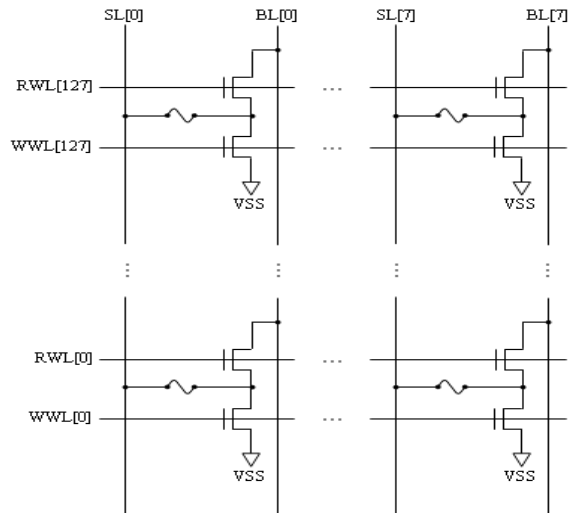 SL[0] BL[0] SL[7] BL[7]
RWL[127] ...
WWL[127] ...
VSS VSS
... ... ... ...
RWL[0] ...
WWL[0] ...
VSS VSS